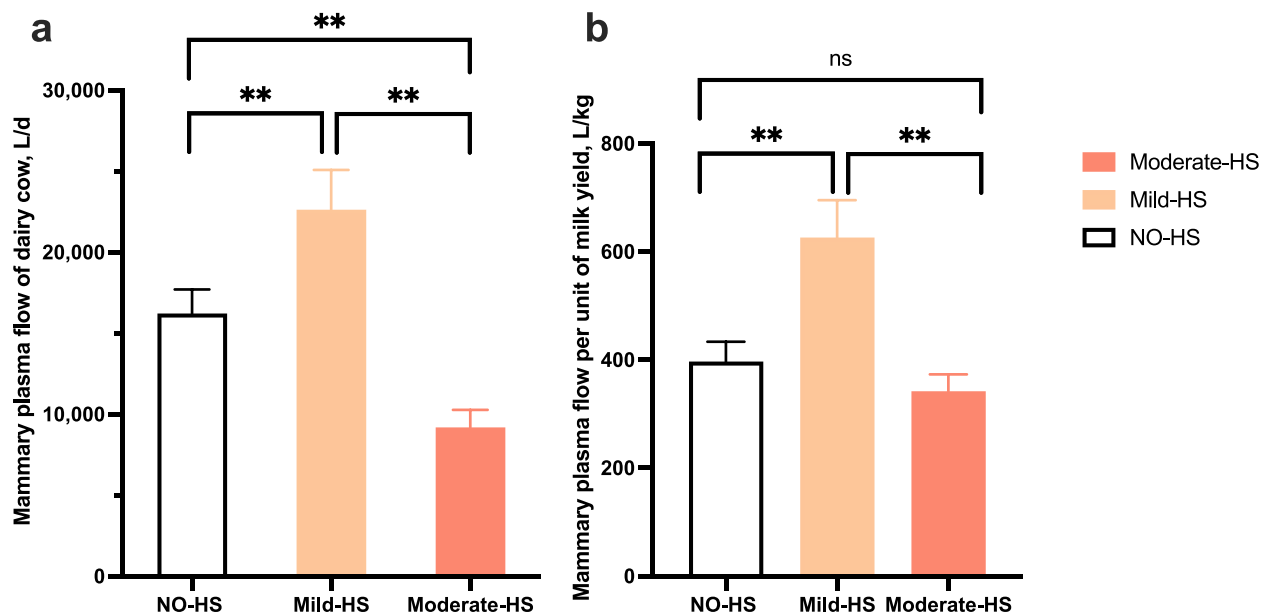 a
**
** **
Mammary plasma flow of dairy cow, L/d
30,000
20,000
10,000
0
NO-HS Mild-HS Moderate-HS
b
ns
** **
Mammary plasma flow per unit of milk yield, L/kg
800
600
400
200
0
NO-HS Mild-HS Moderate-HS
Moderate-HS
Mild-HS
NO-HS